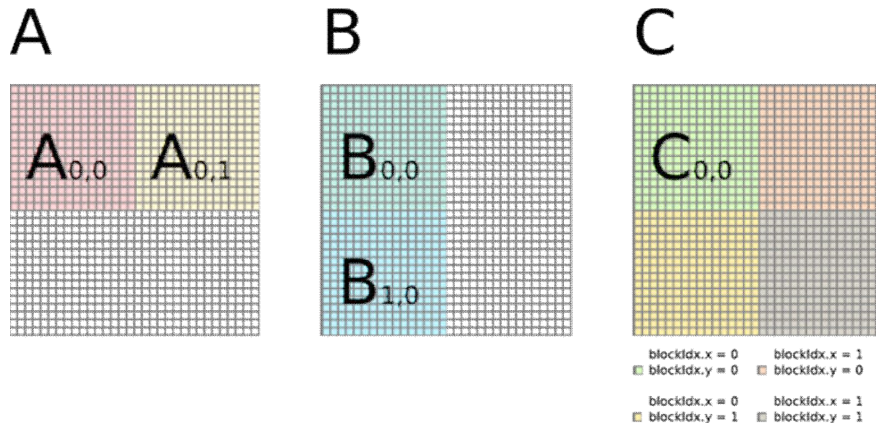 A B C
A0,0 A0,1 B0,0 C0,0
B1,0
blockIdx.x = 0 blockIdx.x = 1
blockIdx.y = 0 blockIdx.y = 0
blockIdx.x = 0 blockIdx.x = 1
blockIdx.y = 1 blockIdx.y = 1